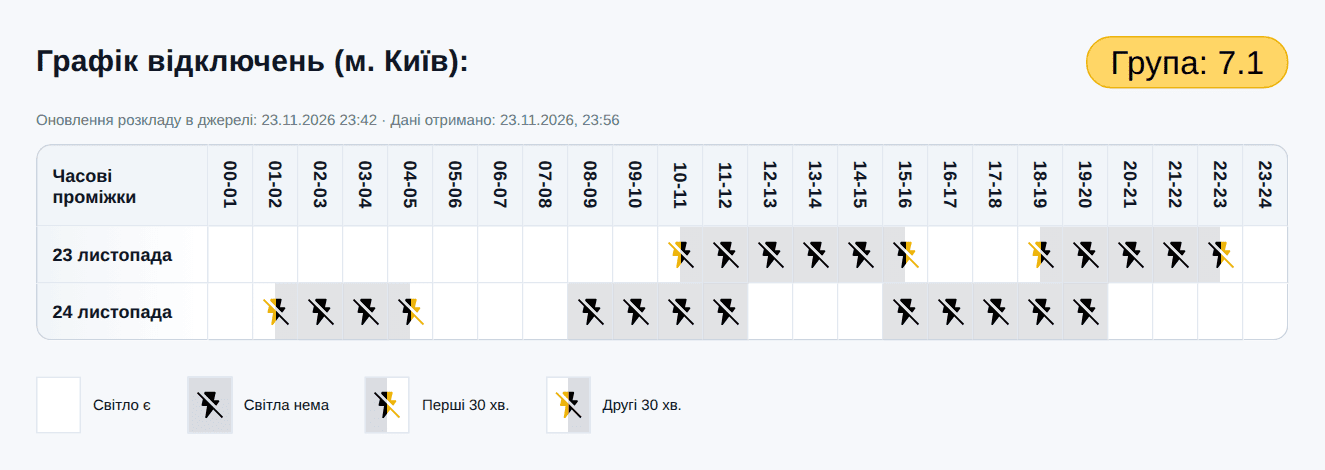 Графік відключень (м. Київ):
Група: 7.1
Оновлення розкладу в джерелі: 23.11.2026 23:42 · Дані отримано: 23.11.2026, 23:56
Часові проміжки 00-01 01-02 02-03 03-04 04-05 05-06 06-07 07-08 08-09 09-10 10-11 11-12 12-13 13-14 14-15 15-16 16-17 17-18 18-19 19-20 20-21 21-22 22-23 23-24
23 листопада
24 листопада
Світло є Світла нема Перші 30 хв. Другі 30 хв.